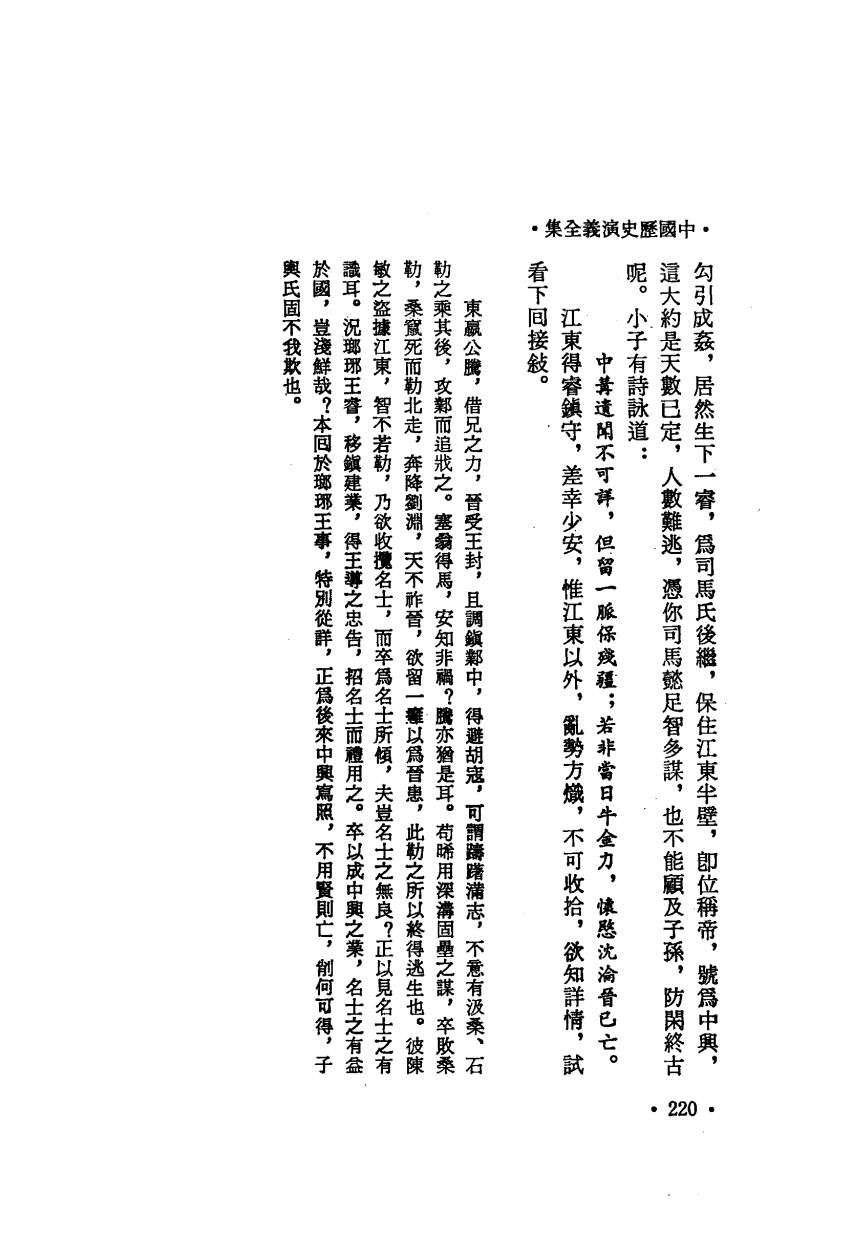 •中國歷史演義全集•
勾引成姦，居然生下一睿，爲司馬氏後繼，保住江東半壁，卽位稱帝，號爲中興，
這大約是天數已定，人數難逃，憑你司馬懿足智多謀，也不能顧及子孫，防閑終古
呢。小子有詩詠道：
中冓遺聞不可詳，但留一脈保殘疆；若非當日牛金力，懷愍沈淪晉已亡。
江東得睿鎭守，差幸少安，惟江東以外，亂勢方熾，不可收拾，欲知詳情，試
看下回接敍。
東嬴公騰，借兄之力，晉受王封，且調鎭鄴中，得避胡寇，可謂躊躇滿志，不意有汲桑、石
勒之乘其後，攻鄴而追戕之。塞翁得馬，安知非禍？騰亦猶是耳。苟晞用深溝固壘之謀，卒敗桑
勒，桑竄死而勒北走，奔降劉淵，天不祚晉，欲留一以爲晉患，此勒之所以終得逃生也。彼陳
敏之盜據江東，智不若勒，乃欲收攬名士，而卒爲名士所傾，夫豈名士之無良？正以見名士之有
識耳。況瑯琊王睿，移鎭建業，得王導之忠告，招名士而禮用之。卒以成中興之業，名士之有益
於國，豈淺鮮哉？本回於瑯琊王事，特別從詳，正爲後來中興寫照，不用賢則亡，削何可得，子
輿氏固不我欺也。
• 220 •